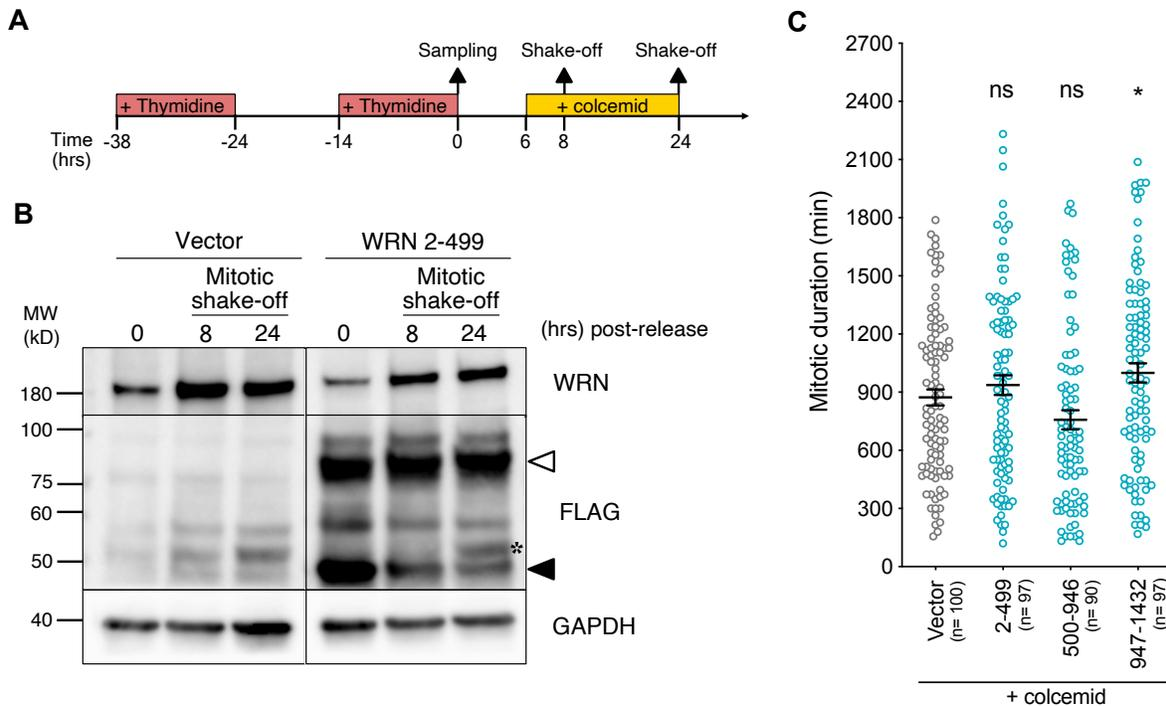 A
Sampling Shake-off Shake-off
+ Thymidine + Thymidine + colcemid
Time
(hrs)
-38 -24 -14 0 6 8 24
B
Vector WRN 2-499
Mitotic Mitotic
shake-off shake-off
MW
(kD)
0 8 24 0 8 24 (hrs) post-release
180 WRN
100
75
60 FLAG
50 *
40 GAPDH
C
Mitotic duration (min)
2700
2400
2100
1800
1500
1200
900
600
300
0
ns ns *
Vector
(n= 100)
2-499
(n= 97)
500-946
(n= 90)
947-1432
(n= 97)
+ colcemid